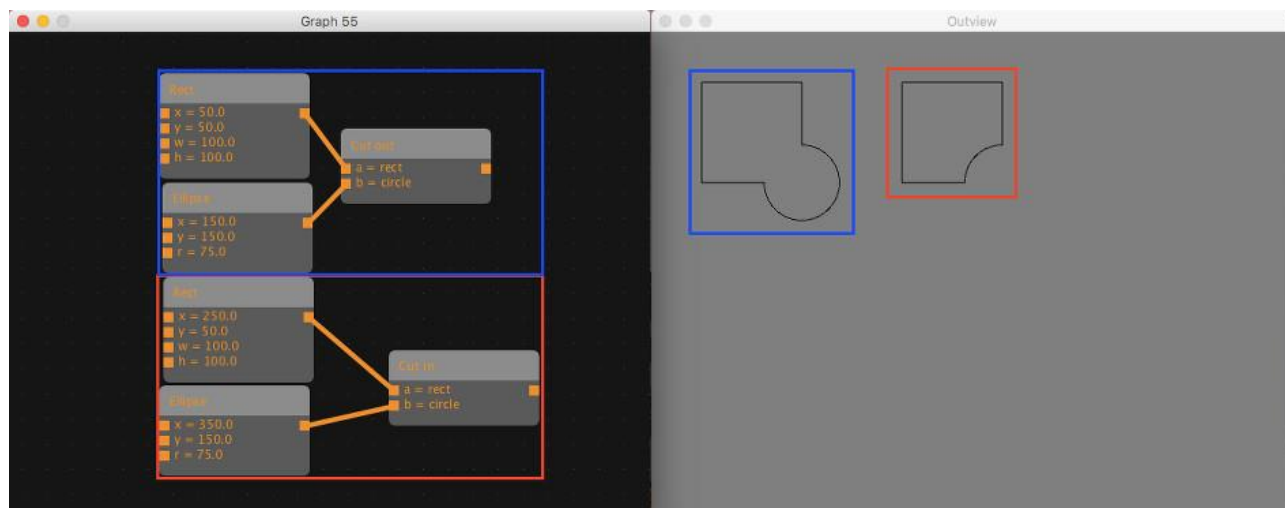 Graph 55
Outview
Rect
x = 50.0
y = 50.0
w = 100.0
h = 100.0
Cut out
a = rect
b = circle
Ellipse
x = 150.0
y = 150.0
r = 75.0
Rect
x = 250.0
y = 50.0
w = 100.0
h = 100.0
Cut in
a = rect
b = circle
Ellipse
x = 350.0
y = 150.0
r = 75.0